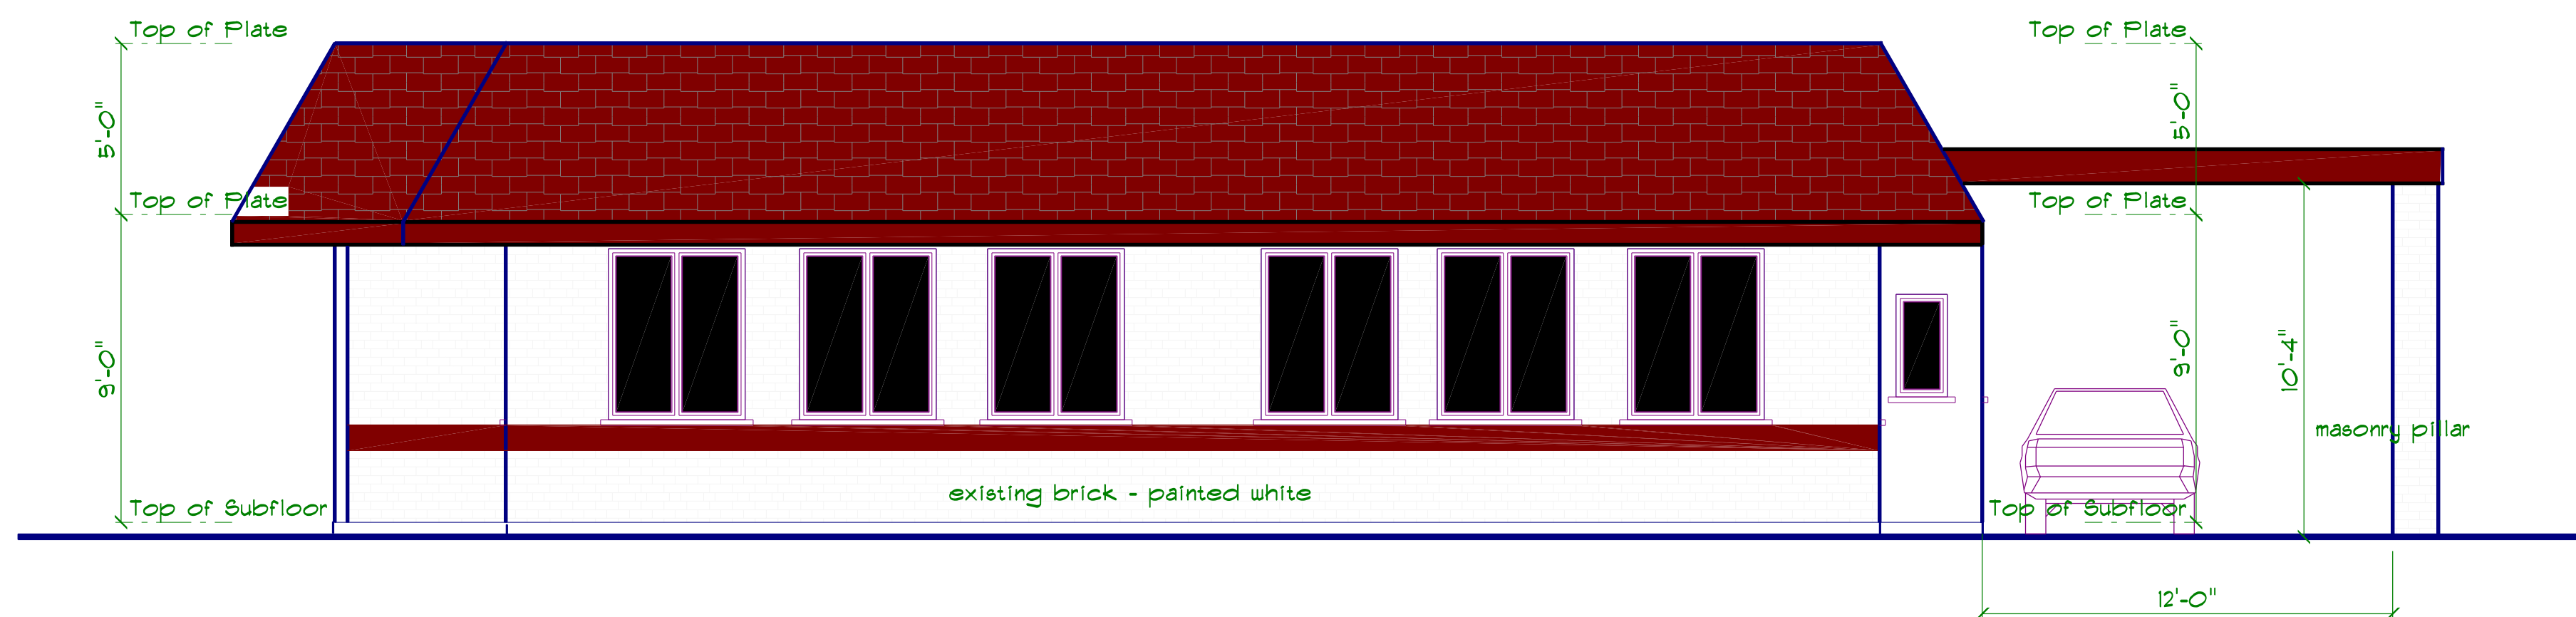 Top of Plate
Top of Plate
5'-0"
5'-0"
Top of Plate
Top of Plate
9'-0"
9'-0"
10'-4"
masonry pillar
existing brick - painted white
Top of Subfloor
Top of Subfloor
12'-0"